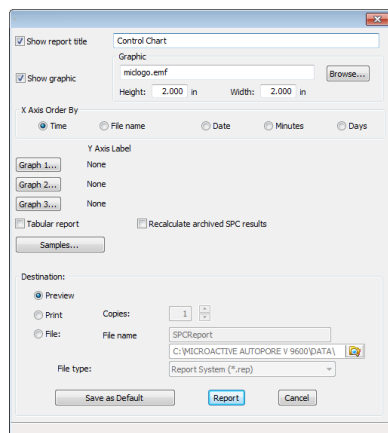 Show report title Control Chart
Graphic
Show graphic miclogo.emf Browse...
Height: 2.000 in Width: 2.000 in
X Axis Order By
Time File name Date Minutes Days
Y Axis Label
Graph 1... None
Graph 2... None
Graph 3... None
Tabular report Recalculate archived SPC results
Samples...
Destination:
Preview
Print Copies: 1
File: File name SPCReport
C:\MICROACTIVE AUTOPORE V 9600\DATA\
File type: Report System (*.rep)
Save as Default Report Cancel